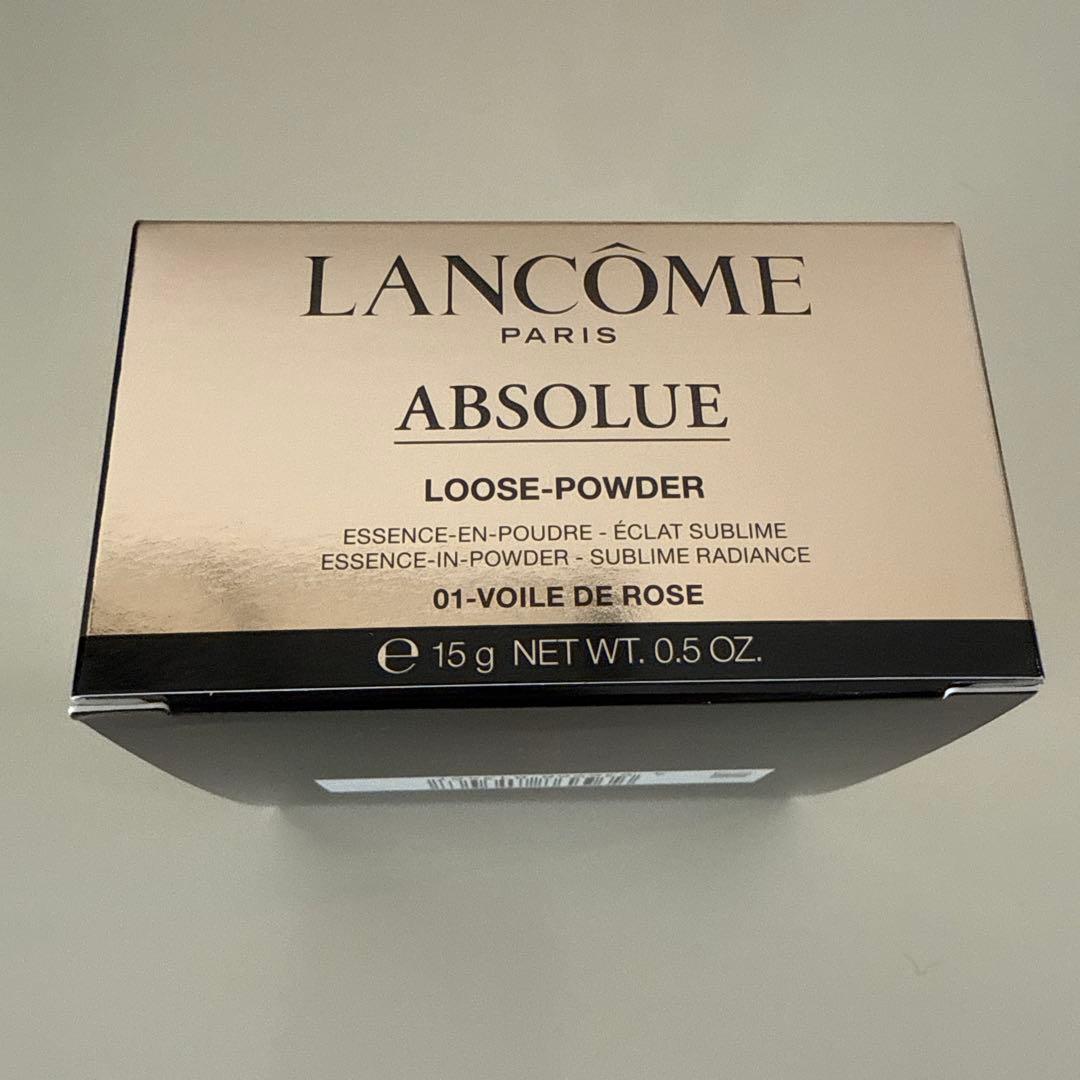 LANCÔME
PARIS
ABSOLUE
LOOSE-POWDER
ESSENCE-EN-POUDRE - ÉCLAT SUBLIME
ESSENCE-IN-POWDER - SUBLIME RADIANCE
01-VOILE DE ROSE
℮ 15 g NET WT. 0.5 OZ.